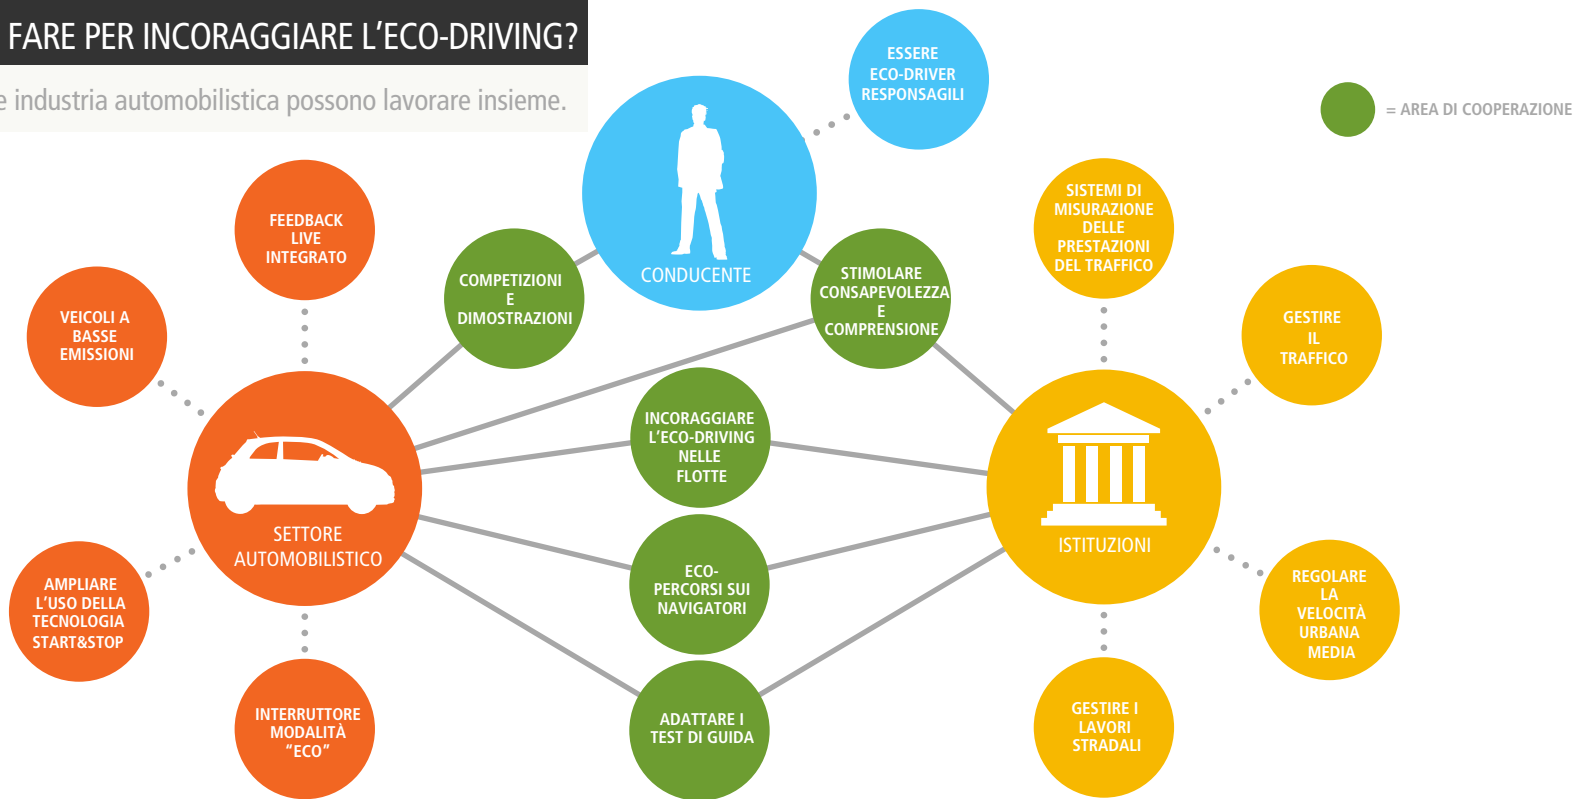 FARE PER INCORAGGIARE L'ECO-DRIVING?
e industria automobilistica possono lavorare insieme.
ESSERE
ECO-DRIVER
RESPONSAGILI
= AREA DI COOPERAZIONE
CONDUCENTE
FEEDBACK
LIVE
INTEGRATO
COMPETIZIONI
E
DIMOSTRAZIONI
STIMOLARE
CONSAPEVOLEZZA
E
COMPRENSIONE
SISTEMI DI
MISURAZIONE
DELLE
PRESTAZIONI
DEL TRAFFICO
VEICOLI A
BASSE
EMISSIONI
GESTIRE
IL
TRAFFICO
INCORAGGIARE
L'ECO-DRIVING
NELLE
FLOTTE
SETTORE
AUTOMOBILISTICO
ISTITUZIONI
AMPLIARE
L'USO DELLA
TECNOLOGIA
START&STOP
ECO-
PERCORSI SUI
NAVIGATORI
REGOLARE
LA
VELOCITÀ
URBANA
MEDIA
INTERRUTTORE
MODALITÀ
"ECO"
ADATTARE I
TEST DI GUIDA
GESTIRE I
LAVORI
STRADALI